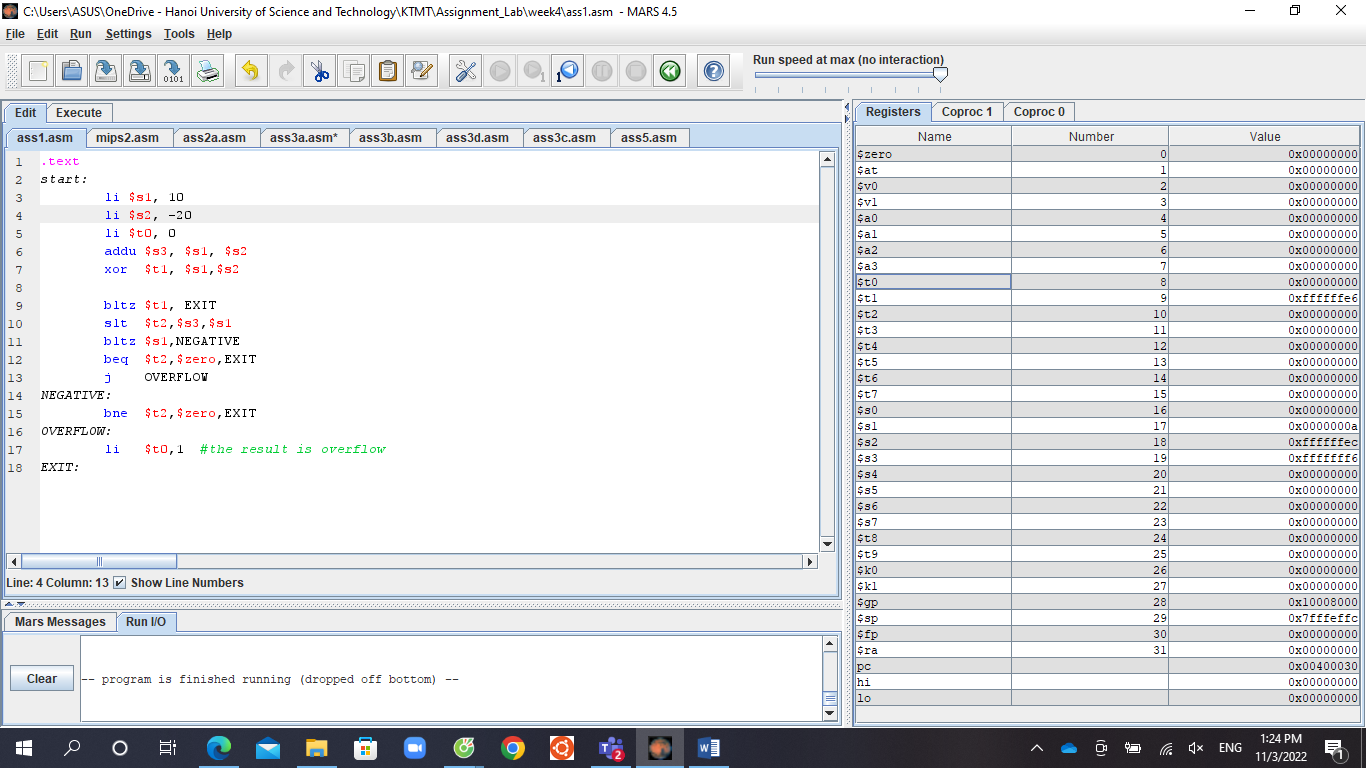 C:\Users\ASUS\OneDrive - Hanoi University of Science and Technology\KTMT\Assignment_Lab\week4\ass1.asm - MARS 4.5
File Edit Run Settings Tools Help
Run speed at max (no interaction)
Edit Execute
ass1.asm mips2.asm ass2a.asm ass3a.asm* ass3b.asm ass3d.asm ass3c.asm ass5.asm
1 .text
2 start:
3 li $s1, 10
4 li $s2, -20
5 li $t0, 0
6 addu $s3, $s1, $s2
7 xor $t1, $s1,$s2
8
9 bltz $t1, EXIT
10 slt $t2,$s3,$s1
11 bltz $s1,NEGATIVE
12 beq $t2,$zero,EXIT
13 j OVERFLOW
14 NEGATIVE:
15 bne $t2,$zero,EXIT
16 OVERFLOW:
17 li $t0,1 #the result is overflow
18 EXIT:
Line: 4 Column: 13 Show Line Numbers
Mars Messages Run I/O
Clear
-- program is finished running (dropped off bottom) --
Registers Coproc 1 Coproc 0
Name Number Value
$zero 0 0x00000000
$at 1 0x00000000
$v0 2 0x00000000
$v1 3 0x00000000
$a0 4 0x00000000
$a1 5 0x00000000
$a2 6 0x00000000
$a3 7 0x00000000
$t0 8 0x00000000
$t1 9 0xffffffe6
$t2 10 0x00000000
$t3 11 0x00000000
$t4 12 0x00000000
$t5 13 0x00000000
$t6 14 0x00000000
$t7 15 0x00000000
$s0 16 0x00000000
$s1 17 0x0000000a
$s2 18 0xffffffec
$s3 19 0xfffffff6
$s4 20 0x00000000
$s5 21 0x00000000
$s6 22 0x00000000
$s7 23 0x00000000
$t8 24 0x00000000
$t9 25 0x00000000
$k0 26 0x00000000
$k1 27 0x00000000
$gp 28 0x10008000
$sp 29 0x7fffeffc
$fp 30 0x00000000
$ra 31 0x00000000
pc 0x00400030
hi 0x00000000
lo 0x00000000
ENG
1:24 PM
11/3/2022